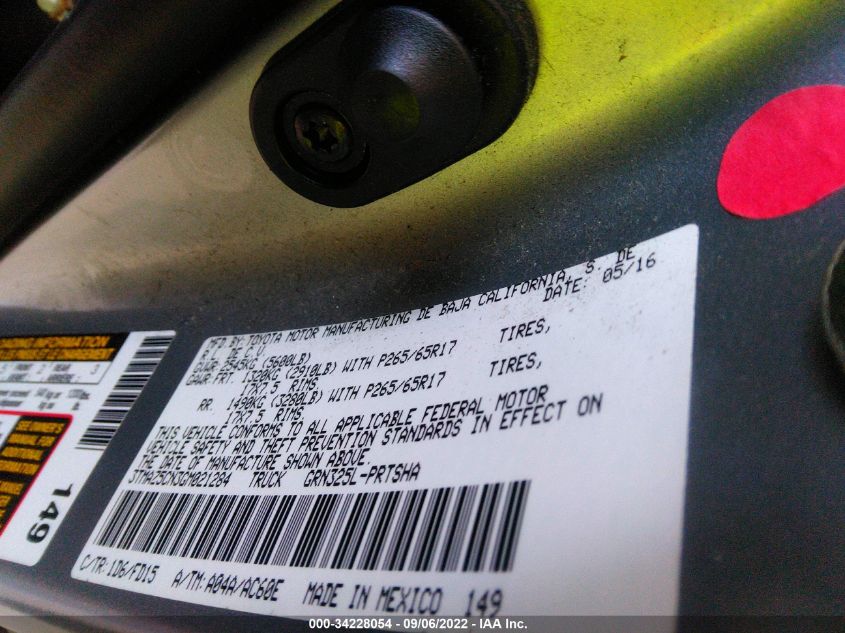 MFD BY: TOYOTA MOTOR MANUFACTURING DE BAJA CALIFORNIA, S. DE
R L. DE C.V. DATE: 05/16
GVWR 2545KG (5600LB)
GAWR FRT. 1320KG (2910LB) WITH P265/65R17 TIRES,
17X7.5 RIMS
RR. 1490KG (3280LB) WITH P265/65R17 TIRES,
17X7.5 RIMS
THIS VEHICLE CONFORMS TO ALL APPLICABLE FEDERAL MOTOR
VEHICLE SAFETY AND THEFT PREVENTION STANDARDS IN EFFECT ON
THE DATE OF MANUFACTURE SHOWN ABOVE.
3TMAZ5CN3GM021284 TRUCK GRN325L-PRTSHA
C/TR: 1D6/FD15 A/TM: A04A/AC60E MADE IN MEXICO 149
LOADING INFORMATION
149
000-34228054 - 09/06/2022 - IAA Inc.